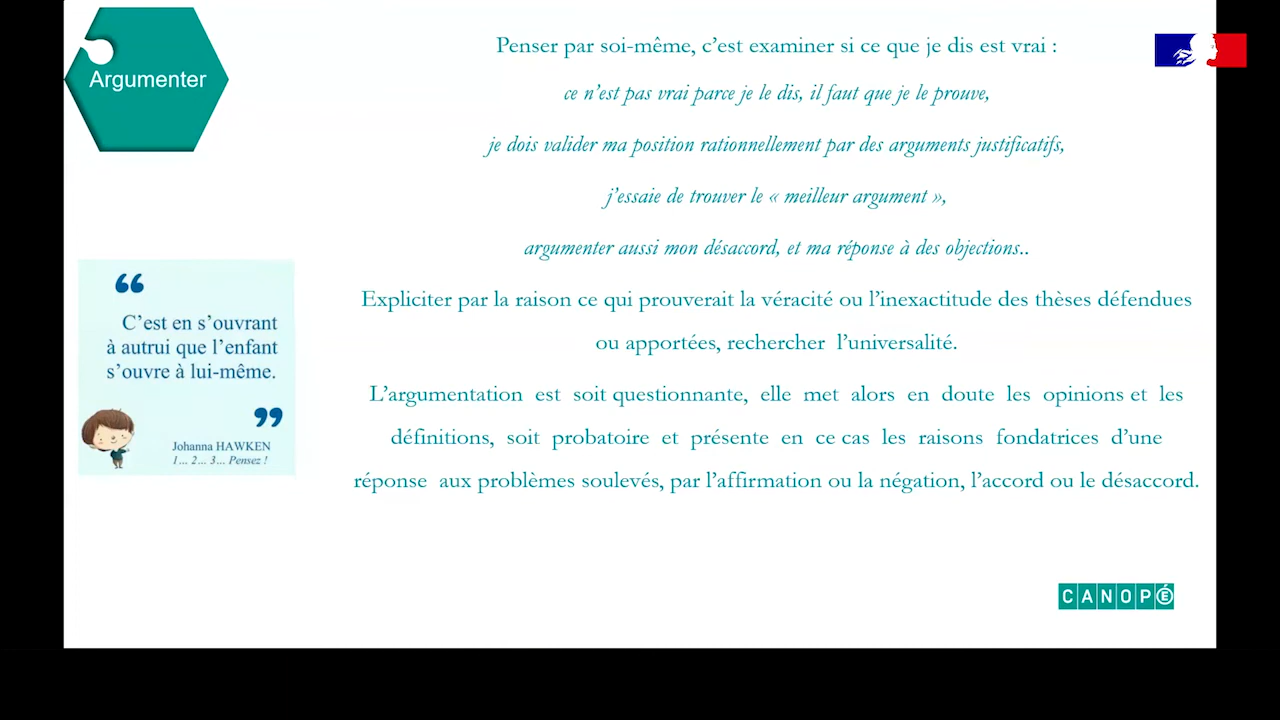 Argumenter
Penser par soi-même, c’est examiner si ce que je dis est vrai :
ce n’est pas vrai parce je le dis, il faut que je le prouve,
je dois valider ma position rationnellement par des arguments justificatifs,
j’essaie de trouver le « meilleur argument »,
argumenter aussi mon désaccord, et ma réponse à des objections..
Expliciter par la raison ce qui prouverait la véracité ou l’inexactitude des thèses défendues
ou apportées, rechercher l’universalité.
L’argumentation est soit questionnante, elle met alors en doute les opinions et les
définitions, soit probatoire et présente en ce cas les raisons fondatrices d’une
réponse aux problèmes soulevés, par l’affirmation ou la négation, l’accord ou le désaccord.
“
C’est en s’ouvrant
à autrui que l’enfant
s’ouvre à lui-même.
”
Johanna HAWKEN
1... 2... 3... Pensez !
CANOPÉ